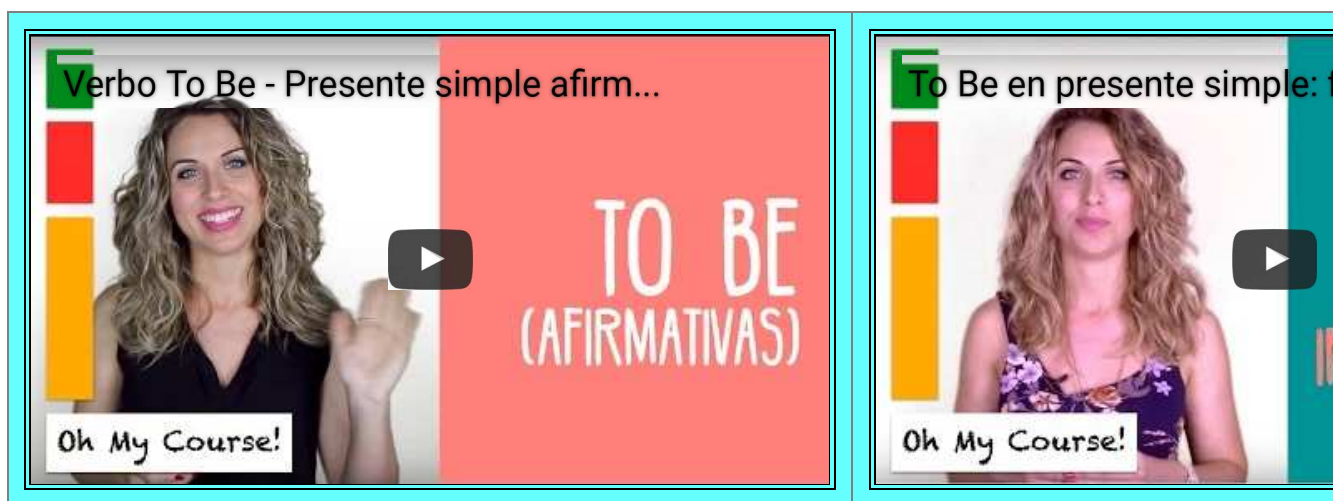 Verbo To Be - Presente simple afirm...
TO BE
(AFIRMATIVAS)
Oh My Course!
To Be en presente simple:
Oh My Course!